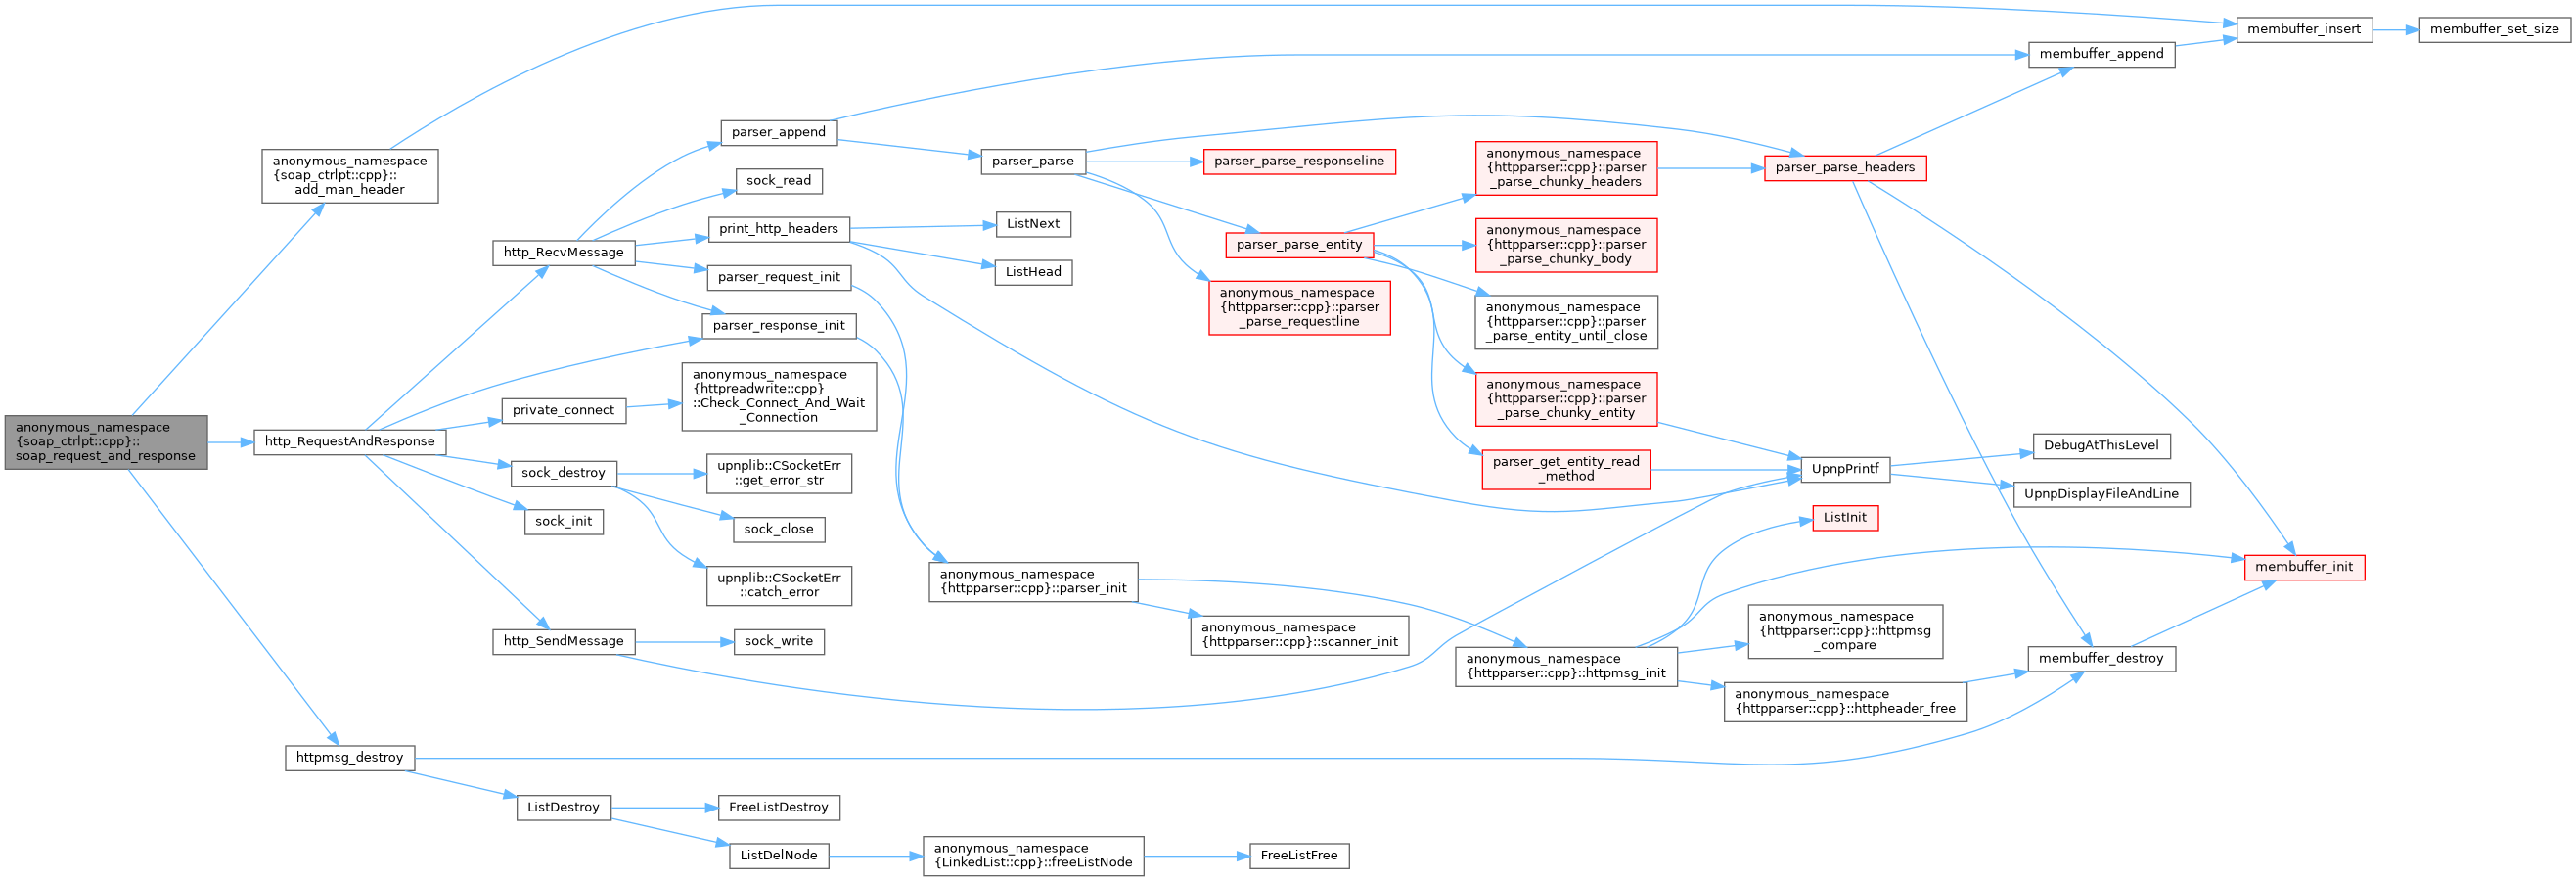 anonymous_namespace
{soap_ctrlpt::cpp}::
soap_request_and_response
anonymous_namespace
{soap_ctrlpt::cpp}::
add_man_header
http_RequestAndResponse
httpmsg_destroy
http_RecvMessage
private_connect
sock_destroy
sock_init
http_SendMessage
ListDestroy
parser_append
sock_read
print_http_headers
parser_request_init
parser_response_init
anonymous_namespace
{httpreadwrite::cpp}
::Check_Connect_And_Wait
_Connection
upnplib::CSocketErr
::get_error_str
sock_close
upnplib::CSocketErr
::catch_error
sock_write
FreeListDestroy
ListDelNode
parser_parse
ListNext
ListHead
anonymous_namespace
{httpparser::cpp}::parser_init
anonymous_namespace
{LinkedList::cpp}::freeListNode
parser_parse_responseline
parser_parse_entity
anonymous_namespace
{httpparser::cpp}::parser
_parse_requestline
anonymous_namespace
{httpparser::cpp}::scanner_init
FreeListFree
anonymous_namespace
{httpparser::cpp}::parser
_parse_chunky_headers
anonymous_namespace
{httpparser::cpp}::parser
_parse_chunky_body
anonymous_namespace
{httpparser::cpp}::parser
_parse_entity_until_close
anonymous_namespace
{httpparser::cpp}::parser
_parse_chunky_entity
parser_get_entity_read
_method
anonymous_namespace
{httpparser::cpp}::httpmsg_init
parser_parse_headers
UpnpPrintf
ListInit
anonymous_namespace
{httpparser::cpp}::httpmsg
_compare
anonymous_namespace
{httpparser::cpp}::httpheader_free
membuffer_append
DebugAtThisLevel
UpnpDisplayFileAndLine
membuffer_destroy
membuffer_insert
membuffer_init
membuffer_set_size